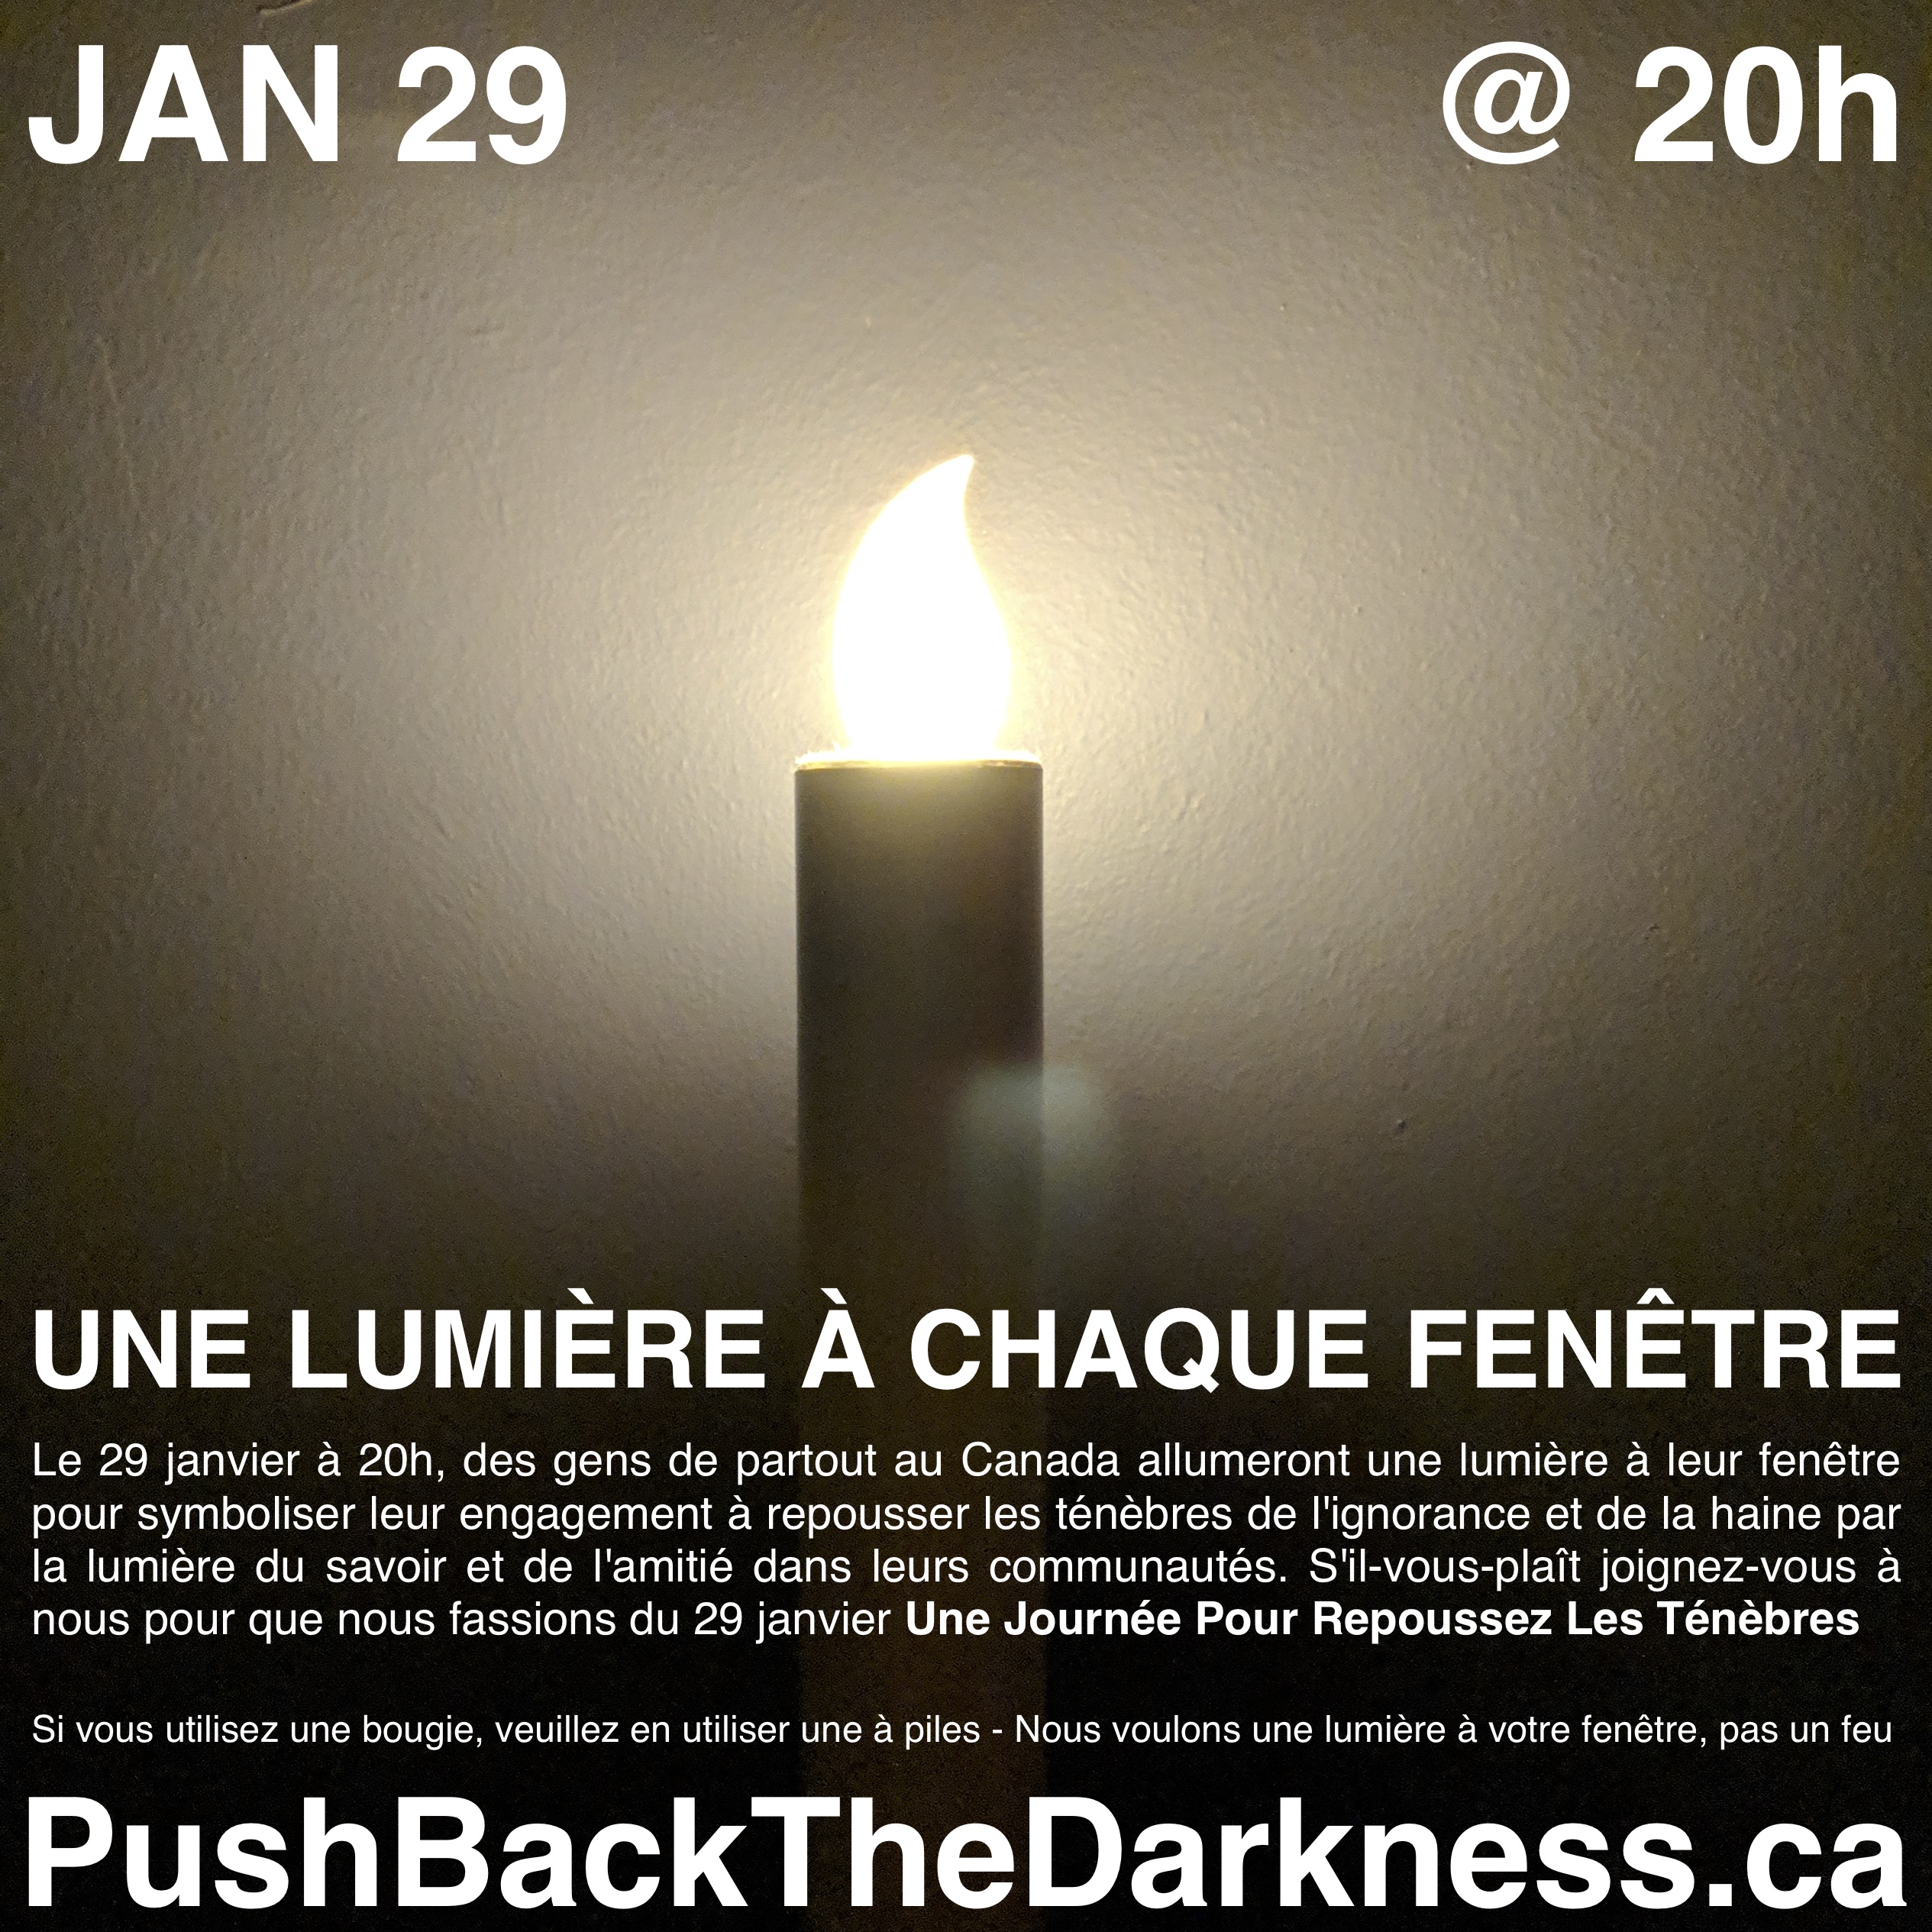 JAN 29 @ 20h
UNE LUMIÈRE À CHAQUE FENÊTRE
Le 29 janvier à 20h, des gens de partout au Canada allumeront une lumière à leur fenêtre
pour symboliser leur engagement à repousser les ténèbres de l'ignorance et de la haine par
la lumière du savoir et de l'amitié dans leurs communautés. S'il-vous-plaît joignez-vous à
nous pour que nous fassions du 29 janvier Une Journée Pour Repoussez Les Ténèbres
Si vous utilisez une bougie, veuillez en utiliser une à piles - Nous voulons une lumière à votre fenêtre, pas un feu
PushBackTheDarkness.ca